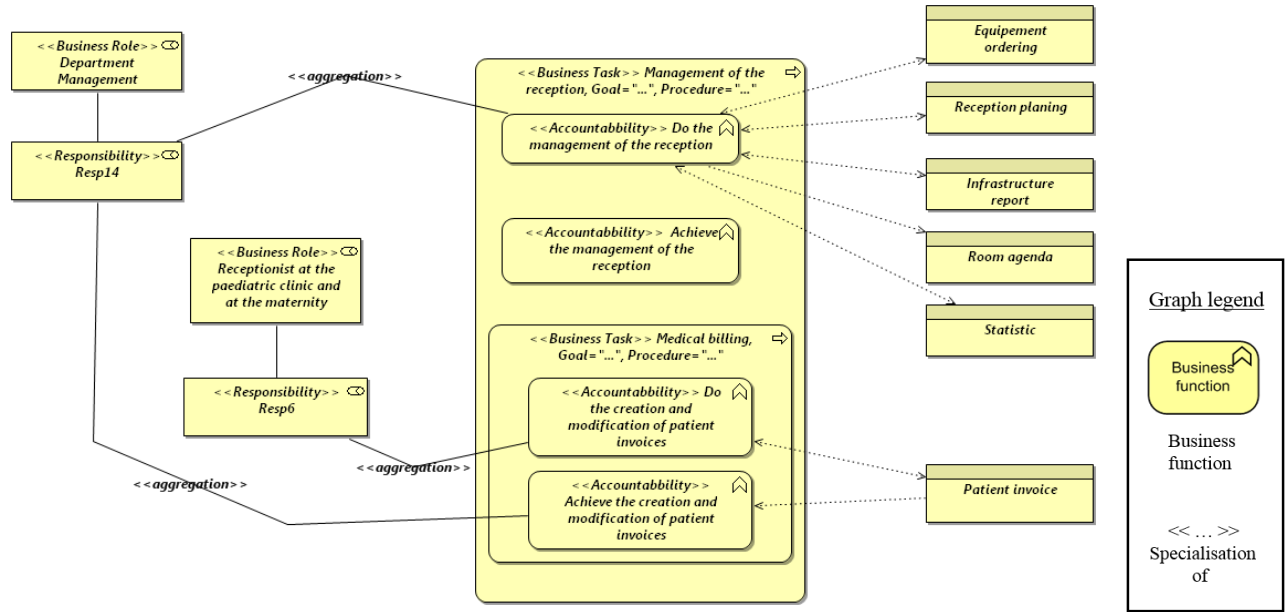 <<Business Role>>
Department
Management
<<Responsibility>>
Resp14
<<aggregation>>
<<Business Role>>
Receptionist at the
paediatric clinic and
at the maternity
<<Responsibility>>
Resp6
<<aggregation>>
<<aggregation>>
<<Business Task>> Management of the
reception, Goal="...", Procedure="..."
<<Accountabbility>> Do the
management of the reception
<<Accountabbility>> Achieve
the management of the
reception
<<Business Task>> Medical billing,
Goal="...", Procedure="..."
<<Accountabbility>> Do
the creation and
modification of patient
invoices
<<Accountabbility>>
Achieve the creation and
modification of patient
invoices
Equipement
ordering
Reception planing
Infrastructure
report
Room agenda
Statistic
Patient invoice
Graph legend
Business
function
Business
function
<< ... >>
Specialisation
of